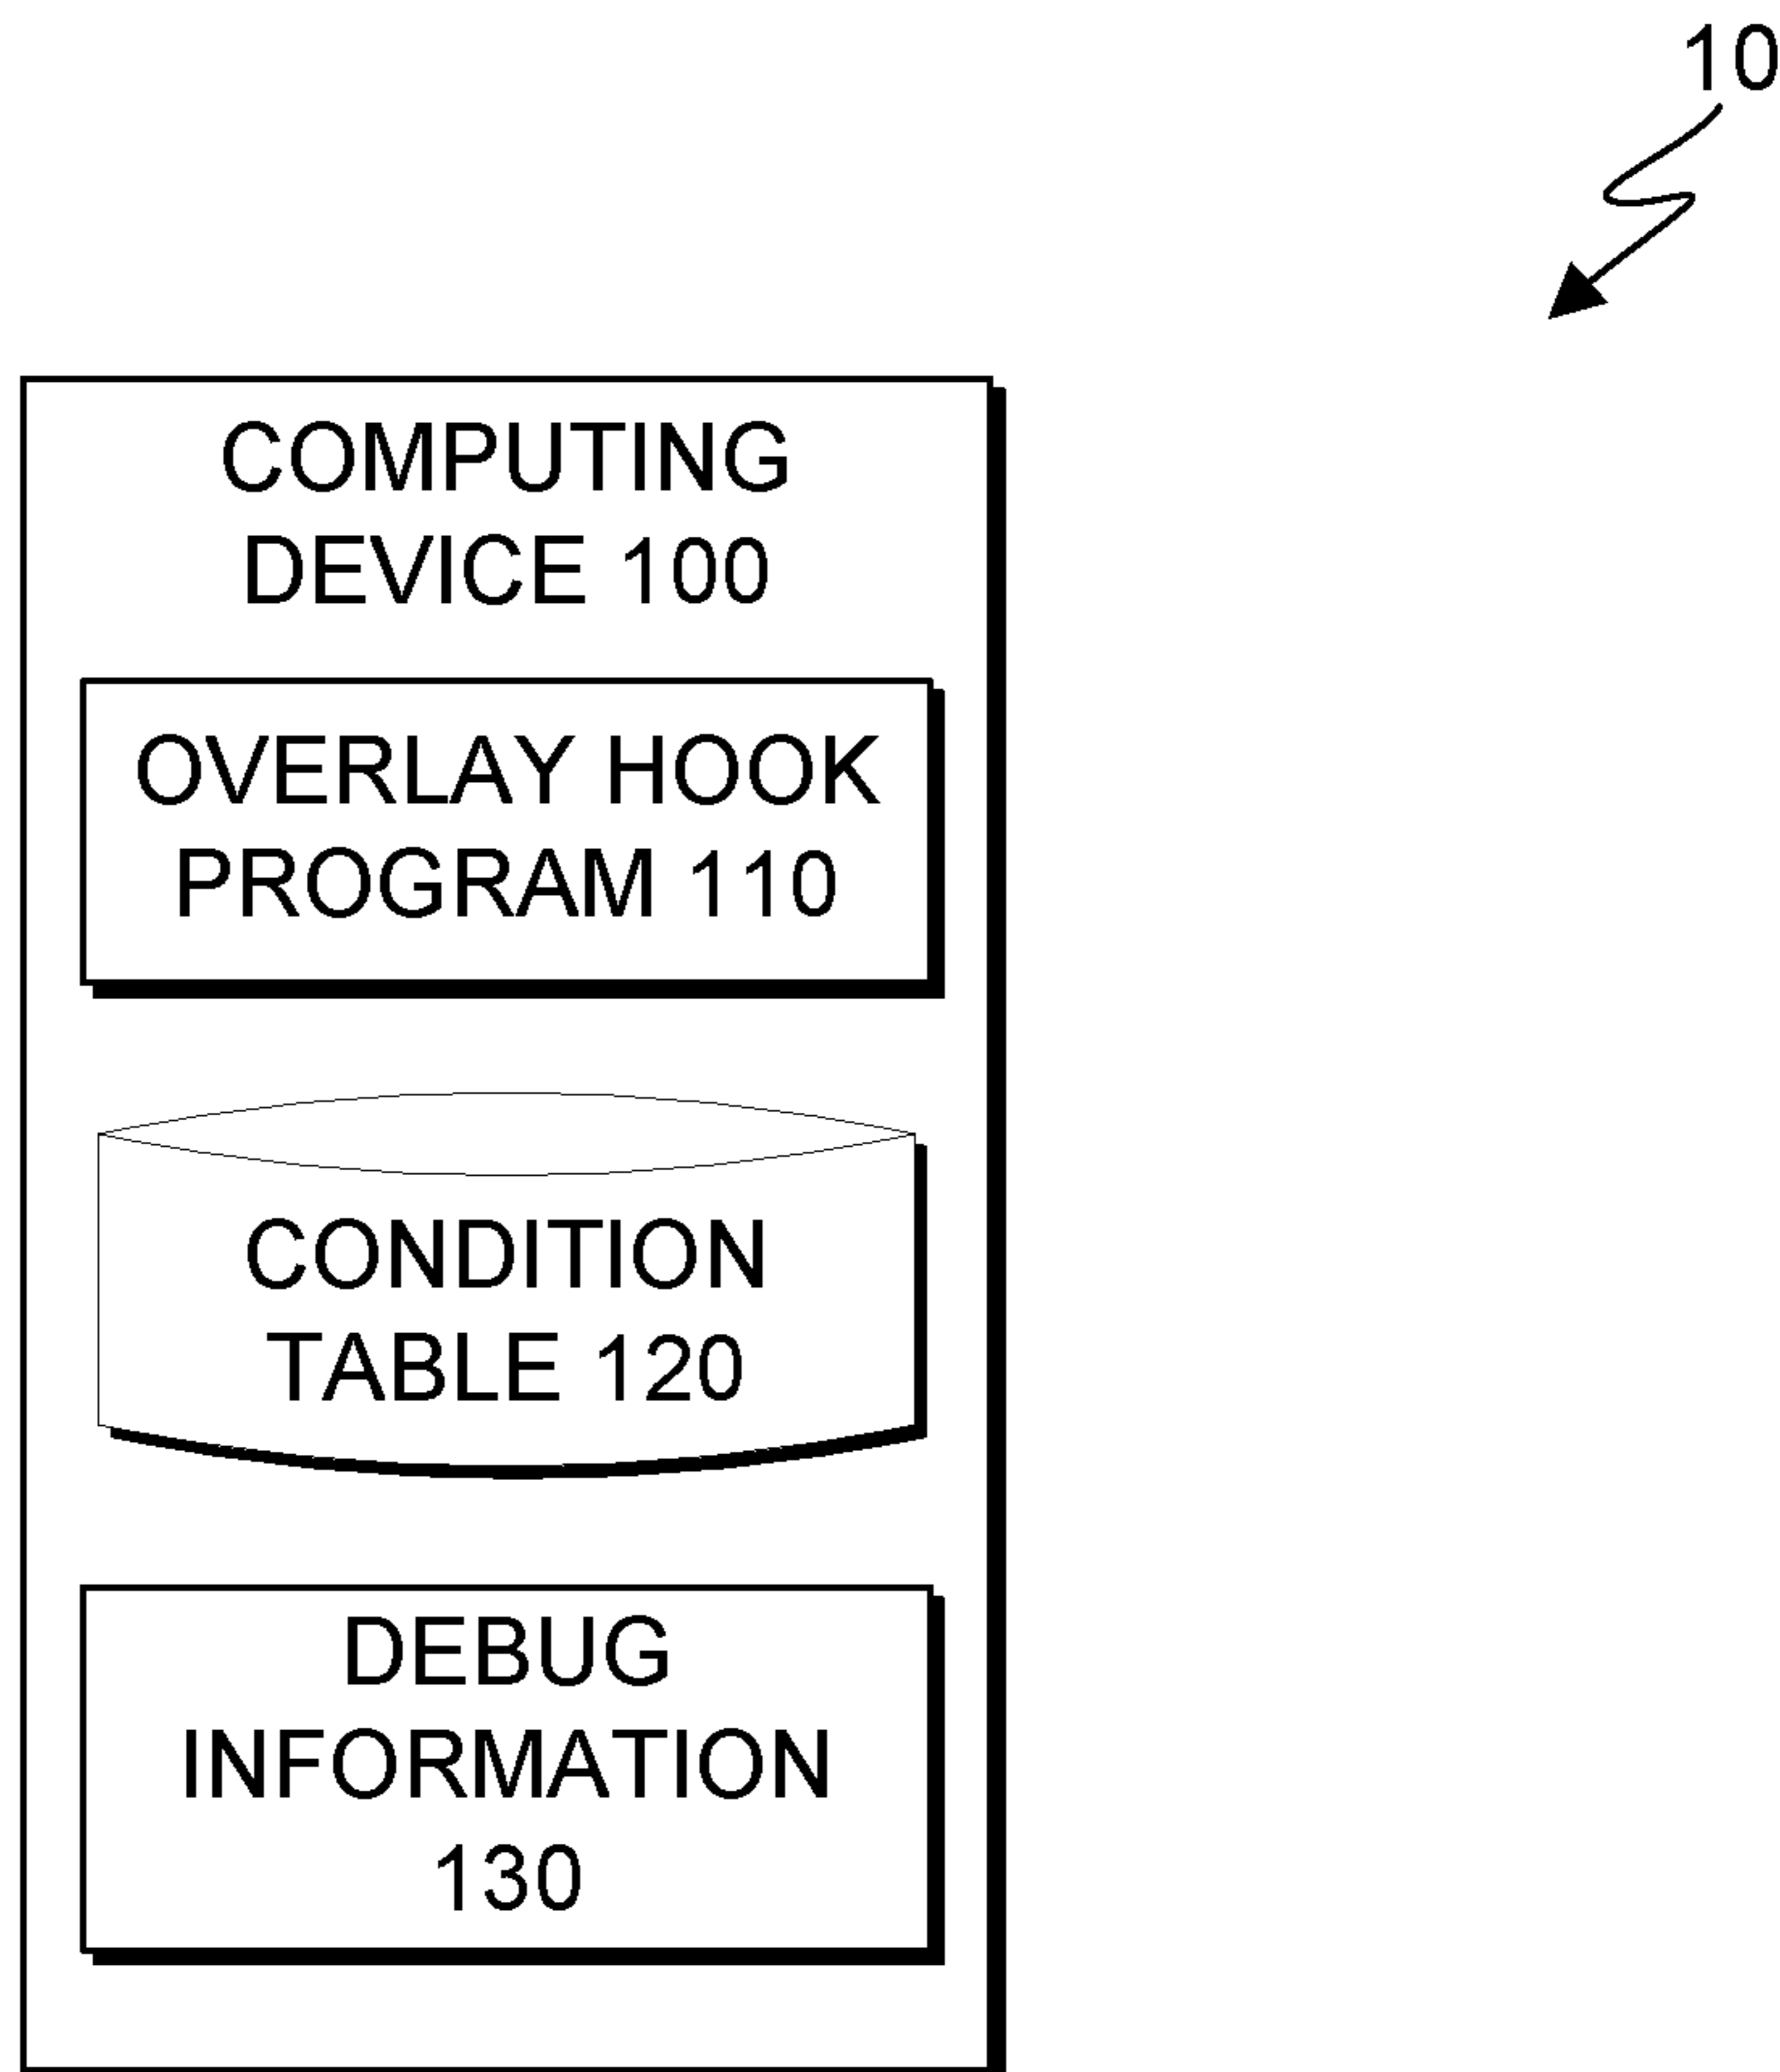 10
COMPUTING
DEVICE 100
OVERLAY HOOK
PROGRAM 110
CONDITION
TABLE 120
DEBUG
INFORMATION
130